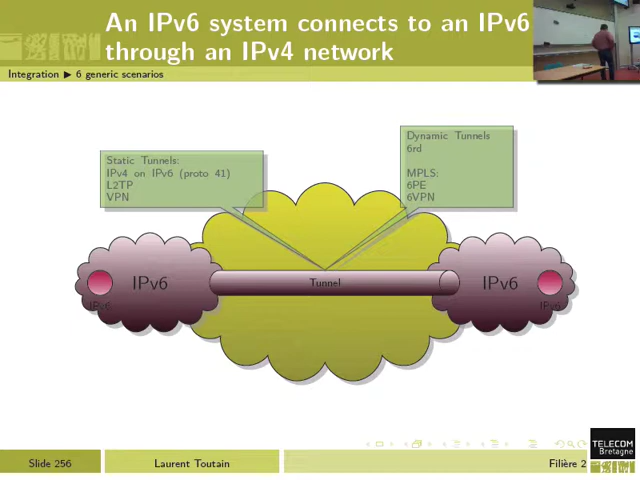 An IPv6 system connects to an IPv6
through an IPv4 network
Integration ▶ 6 generic scenarios
Static Tunnels:
IPv4 on IPv6 (proto 41)
L2TP
VPN
Dynamic Tunnels
6rd
MPLS:
6PE
6VPN
IPv6
Tunnel
IPv6
IPv6
IPv6
TELECOM
Bretagne
Slide 256
Laurent Toutain
Filière 2